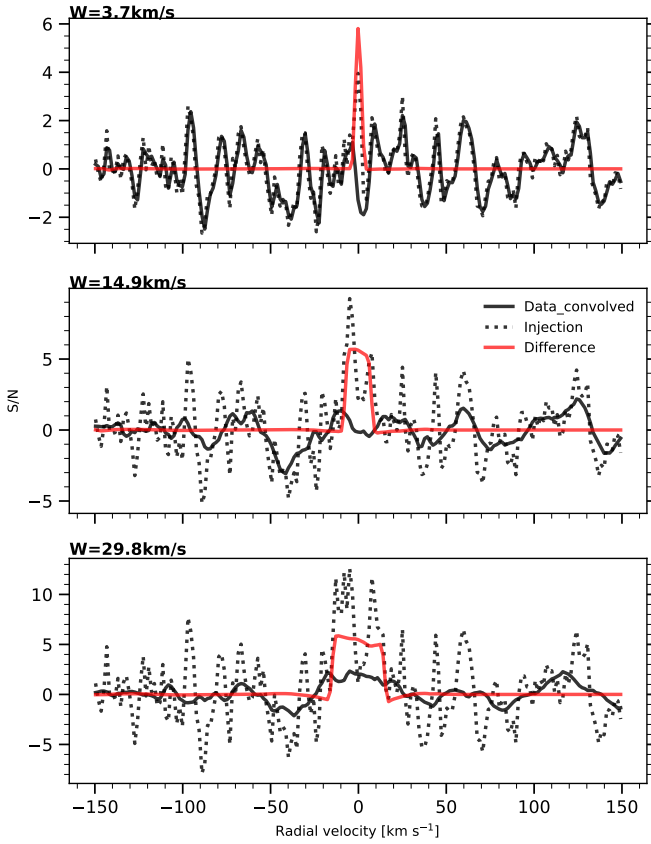 W=3.7km/s
6
4
2
0
−2
W=14.9km/s
Data_convolved
Injection
Difference
5
0
−5
S/N
W=29.8km/s
10
5
0
−5
−150 −100 −50 0 50 100 150
Radial velocity [km s⁻¹]